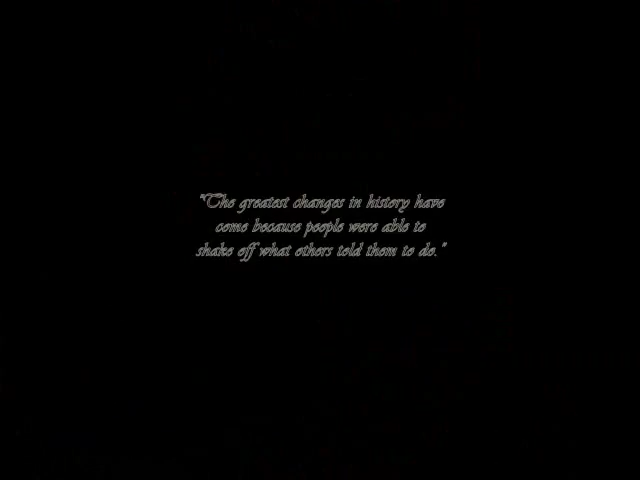 "The greatest changes in history have
come because people were able to
shake off what others told them to do."